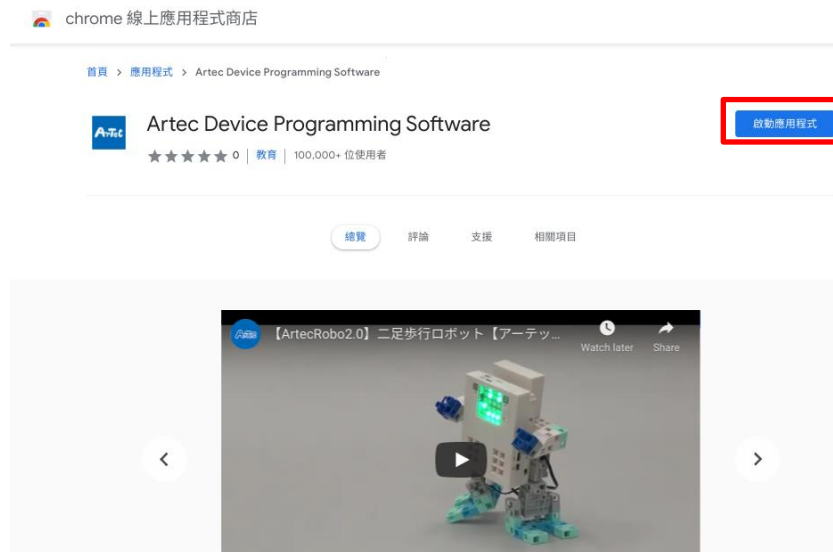 chrome 線上應用程式商店
首頁 > 應用程式 > Artec Device Programming Software
Artec
Artec Device Programming Software
啟動應用程式
0 | 教育 | 100,000+ 位使用者
總覽 評論 支援 相關項目
Artec 【ArtecRobo2.0】二足歩行ロボット【アーテッ...
Watch later Share